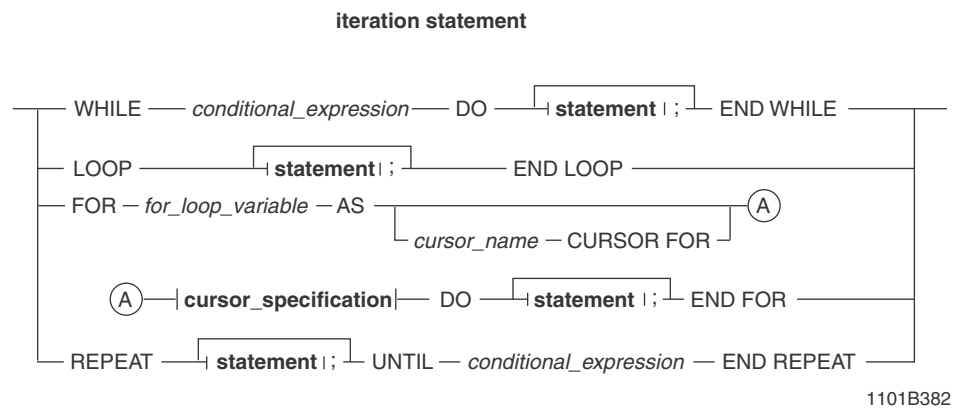 iteration statement
WHILE conditional_expression DO statement ; END WHILE
LOOP statement ; END LOOP
FOR for_loop_variable AS A
cursor_name CURSOR FOR
A cursor_specification DO statement ; END FOR
REPEAT statement ; UNTIL conditional_expression END REPEAT
1101B382